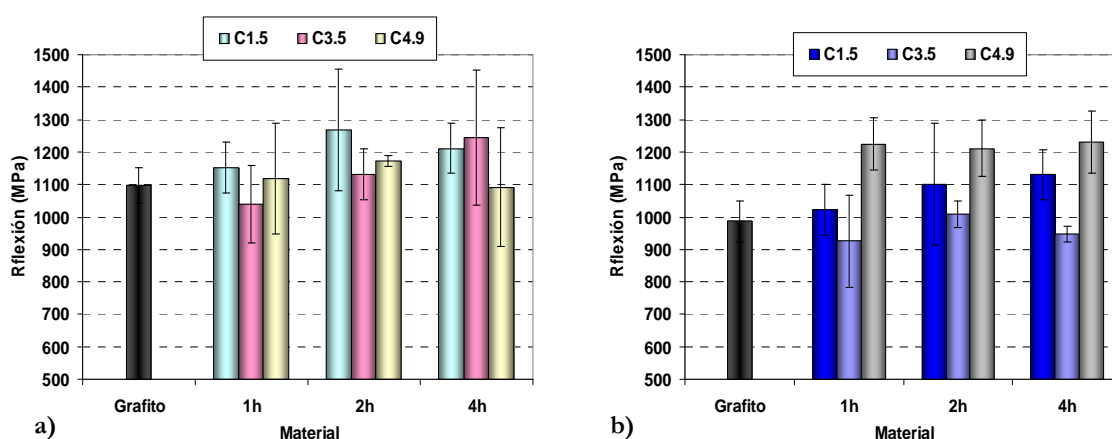 C1.5 C3.5 C4.9
1500
1400
1300
1200
1100
1000
900
800
700
600
500
Rflexión (MPa)
Grafito 1h 2h 4h
Material
a)
C1.5 C3.5 C4.9
1500
1400
1300
1200
1100
1000
900
800
700
600
500
Rflexión (MPa)
Grafito 1h 2h 4h
Material
b)